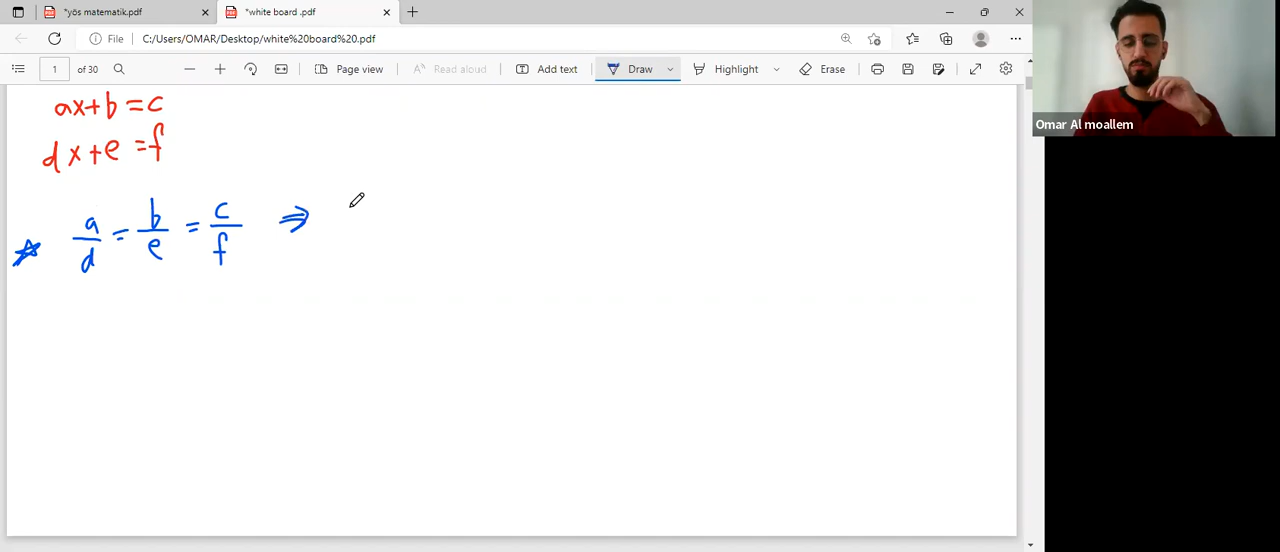 *yös matematik.pdf
*white board .pdf
File
C:/Users/OMAR/Desktop/white%20board%20.pdf
1 of 30
Page view
Read aloud
Add text
Draw
Highlight
Erase
Omar Al moallem
ax+b=c
dx+e=f
a/d = b/e = c/f ⇒